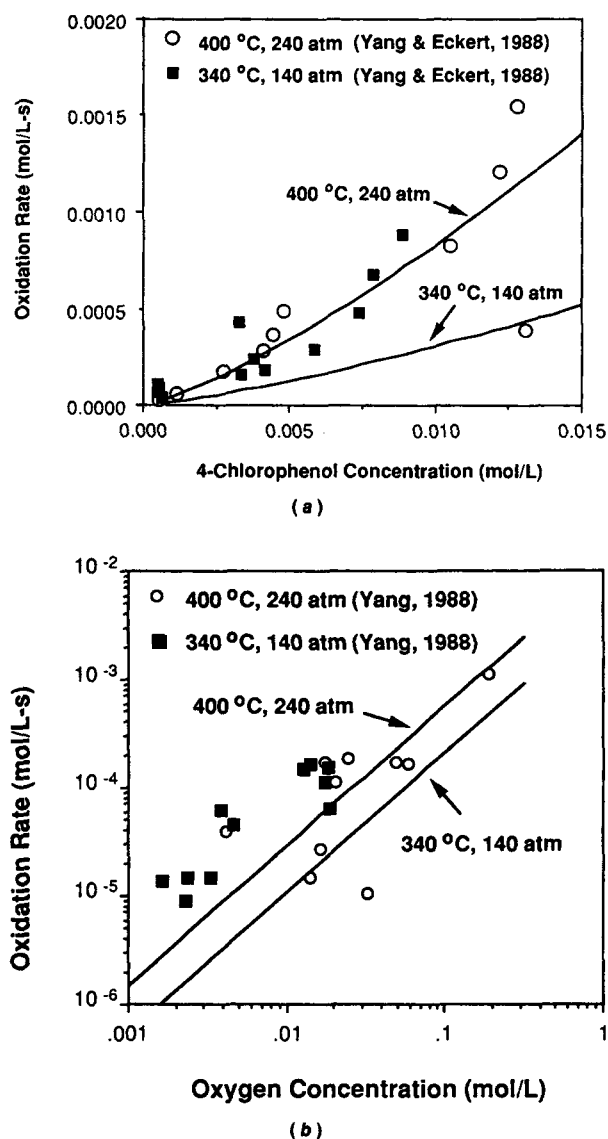 0.0020
400 °C, 240 atm (Yang & Eckert, 1988)
340 °C, 140 atm (Yang & Eckert, 1988)
0.0015
0.0010
0.0005
0.0000
Oxidation Rate (mol/L-s)
400 °C, 240 atm
340 °C, 140 atm
0.000 0.005 0.010 0.015
4-Chlorophenol Concentration (mol/L)
(a)
10-2
400 °C, 240 atm (Yang, 1988)
340 °C, 140 atm (Yang, 1988)
10-3
10-4
10-5
10-6
Oxidation Rate (mol/L-s)
400 °C, 240 atm
340 °C, 140 atm
.001 .01 .1 1
Oxygen Concentration (mol/L)
(b)